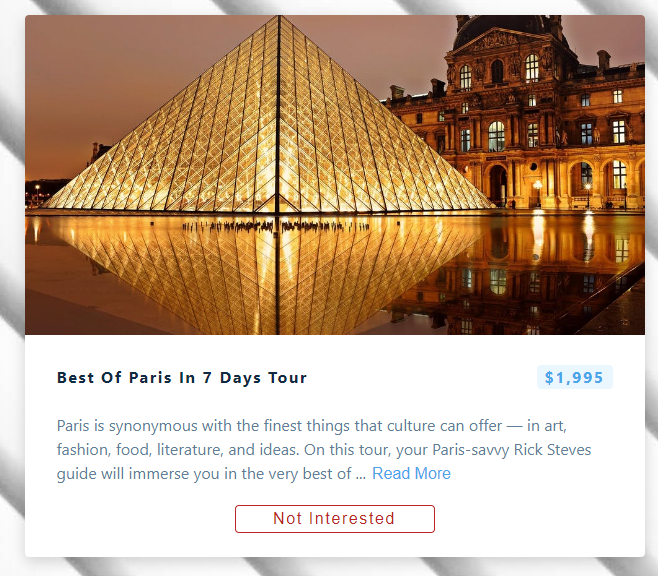 Best Of Paris In 7 Days Tour
$1,995
Paris is synonymous with the finest things that culture can offer — in art,
fashion, food, literature, and ideas. On this tour, your Paris-savvy Rick Steves
guide will immerse you in the very best of ... Read More
Not Interested